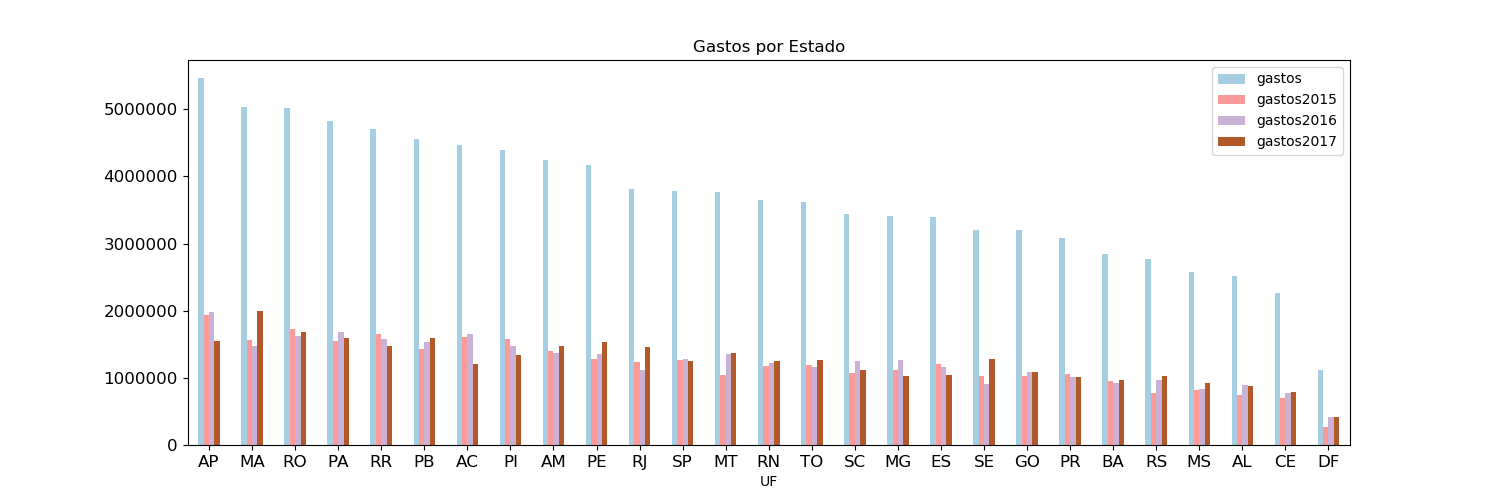 Gastos por Estado
gastos
gastos2015
gastos2016
gastos2017
5000000
4000000
3000000
2000000
1000000
0
AP MA RO PA RR PB AC PI AM PE RJ SP MT RN TO SC MG ES SE GO PR BA RS MS AL CE DF
UF